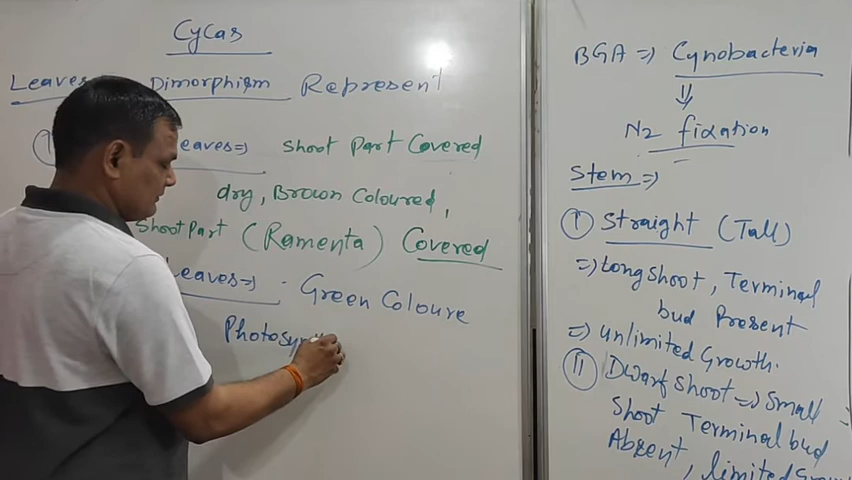 Cycas
Leaves Dimorphism Represent
I Leaves=> Shoot Part Covered
dry, Brown Coloured,
Shoot Part (Ramenta) Covered
Leaves=> Green Coloure
Photosy
BGA => Cynobacteria
⇓
N2 fixation
Stem =>
I Straight (Tall)
=> Long Shoot, Terminal
bud Present
=> unlimited Growth.
II Dwarf Shoot => Small
Shoot Terminal bud
Absent, limited